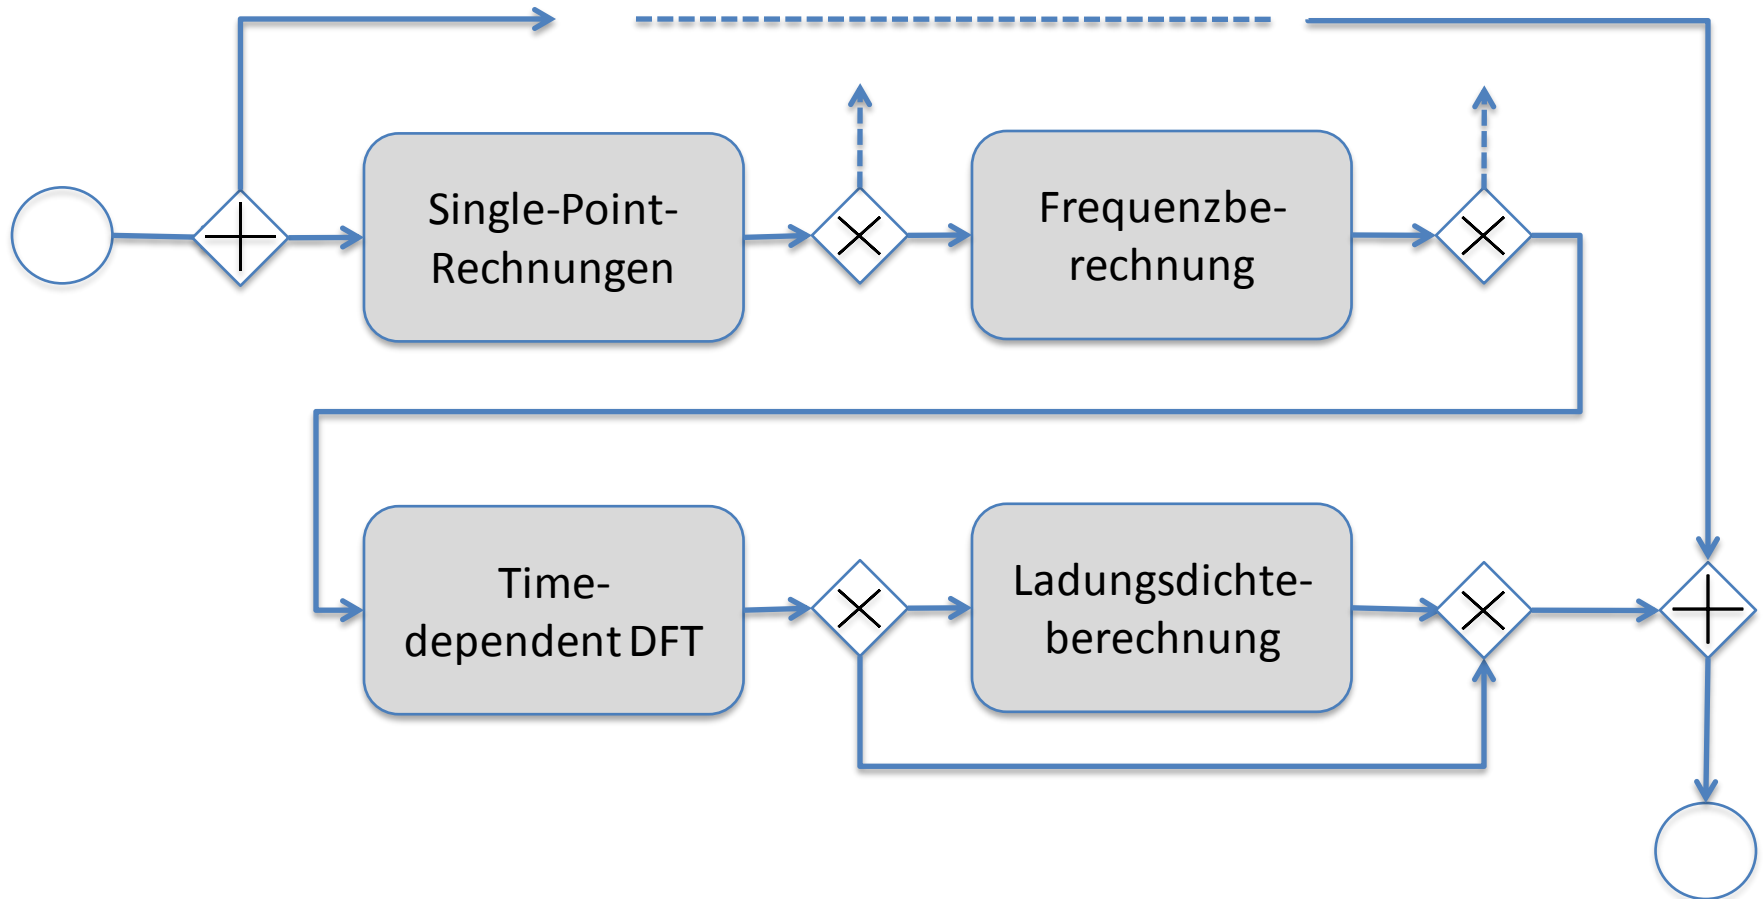 Single-Point-
Rechnungen
Frequenzbe-
rechnung
Time-
dependent DFT
Ladungsdichte-
berechnung